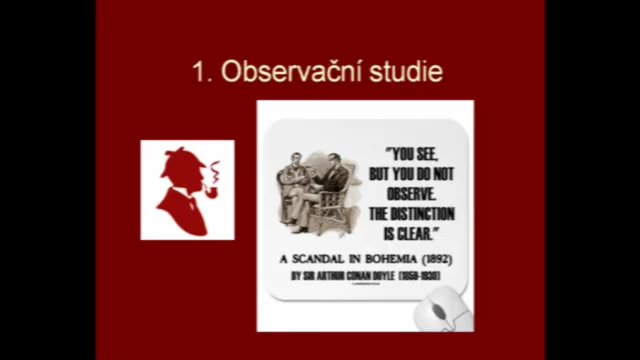 1. Observační studie
"YOU SEE,
BUT YOU DO NOT
OBSERVE.
THE DISTINCTION
IS CLEAR."
A SCANDAL IN BOHEMIA (1892)
BY SIR ARTHUR CONAN DOYLE (1859-1930)